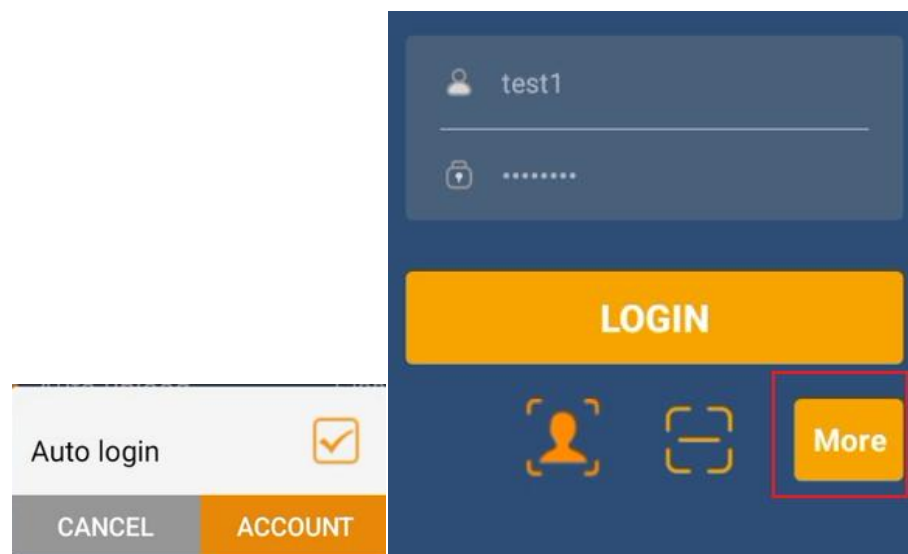 Auto login
CANCEL ACCOUNT
test1
••••••••
LOGIN
More